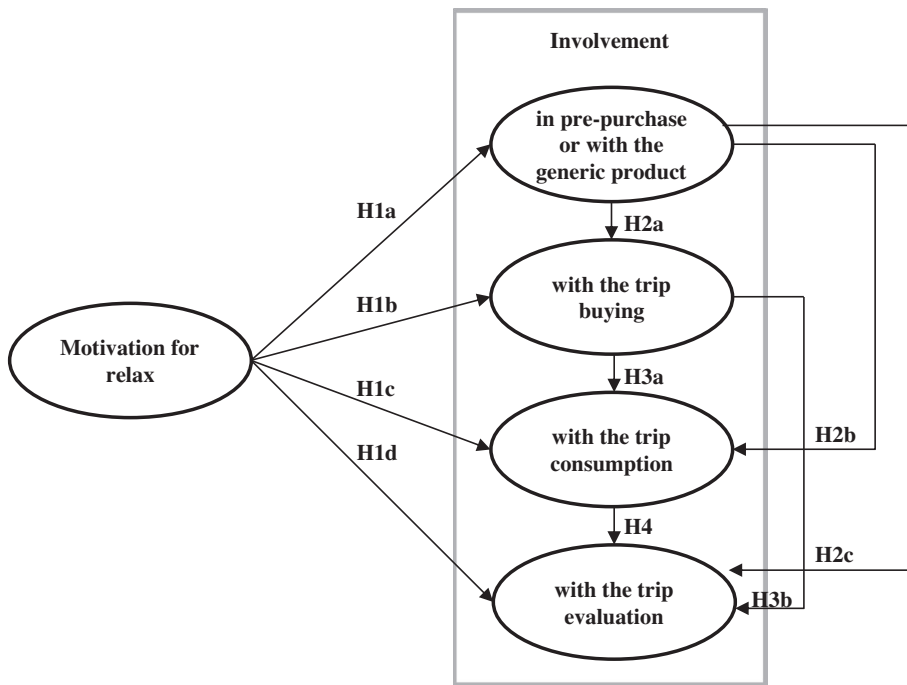 Involvement
in pre-purchase
or with the
generic product
H1a
H2a
with the trip
buying
H1b
Motivation for
relax
H3a
H1c
with the trip
consumption
H2b
H1d
H4
H2c
with the trip
evaluation
H3b